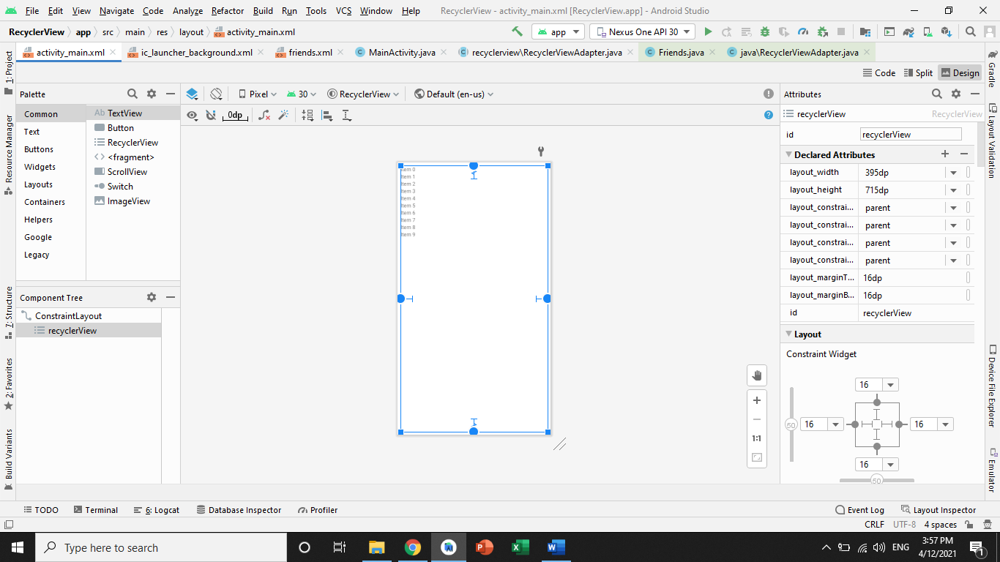 File Edit View Navigate Code Analyze Refactor Build Run Tools VCS Window Help RecyclerView - activity_main.xml [RecyclerView.app] - Android Studio
RecyclerView app src main res layout activity_main.xml app Nexus One API 30
activity_main.xml ic_launcher_background.xml friends.xml MainActivity.java recyclerview\RecyclerViewAdapter.java Friends.java java\RecyclerViewAdapter.java
Code Split Design
Palette Pixel 30 RecyclerView Default (en-us) Attributes
Common
Text
Buttons
Widgets
Layouts
Containers
Helpers
Google
Legacy
Ab TextView
Button
RecyclerView
<fragment>
ScrollView
Switch
ImageView
0dp
?
Item 0
Item 1
Item 2
Item 3
Item 4
Item 5
Item 6
Item 7
Item 8
Item 9
1:1
Component Tree
ConstraintLayout
recyclerView
recyclerView RecyclerView
id recyclerView
Declared Attributes
layout_width 395dp
layout_height 715dp
layout_constrai... parent
layout_constrai... parent
layout_constrai... parent
layout_constrai... parent
layout_marginT... 16dp
layout_marginB... 16dp
id recyclerView
Layout
Constraint Widget
16
50 16 16
16
50
1: Project
Resource Manager
7: Structure
2: Favorites
Build Variants
Gradle
Layout Validation
Device File Explorer
Emulator
TODO Terminal 6: Logcat Database Inspector Profiler Event Log Layout Inspector
CRLF UTF-8 4 spaces
Type here to search
ENG
3:57 PM
4/12/2021
1